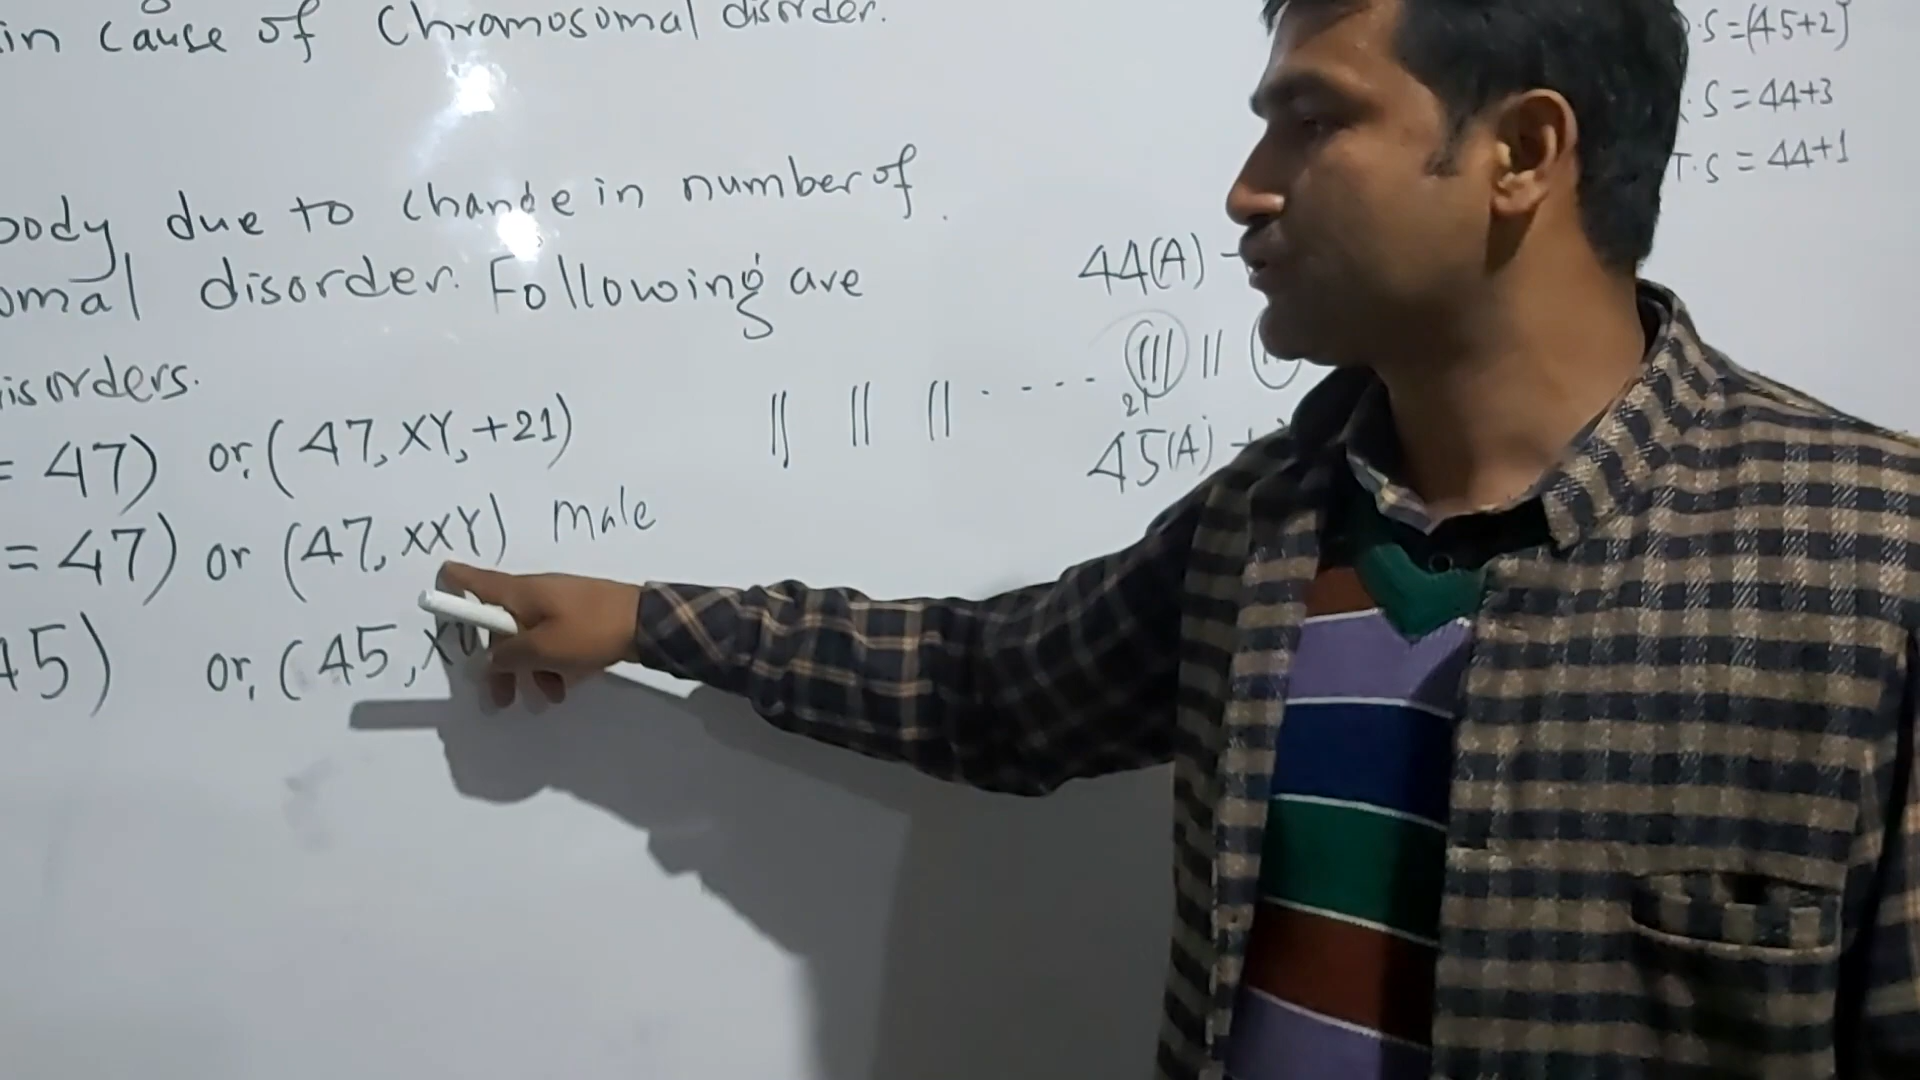 in cause of Chromosomal disorder.
body due to change in number of
omal disorder. Following are
isorders.
= 47) or, (47, XY, +21)
= 47) or (47, XXY) male
45) or, (45, XO
.S = (45+2)
.S = 44+3
T.S = 44+1
44(A) -
21
45(A) +